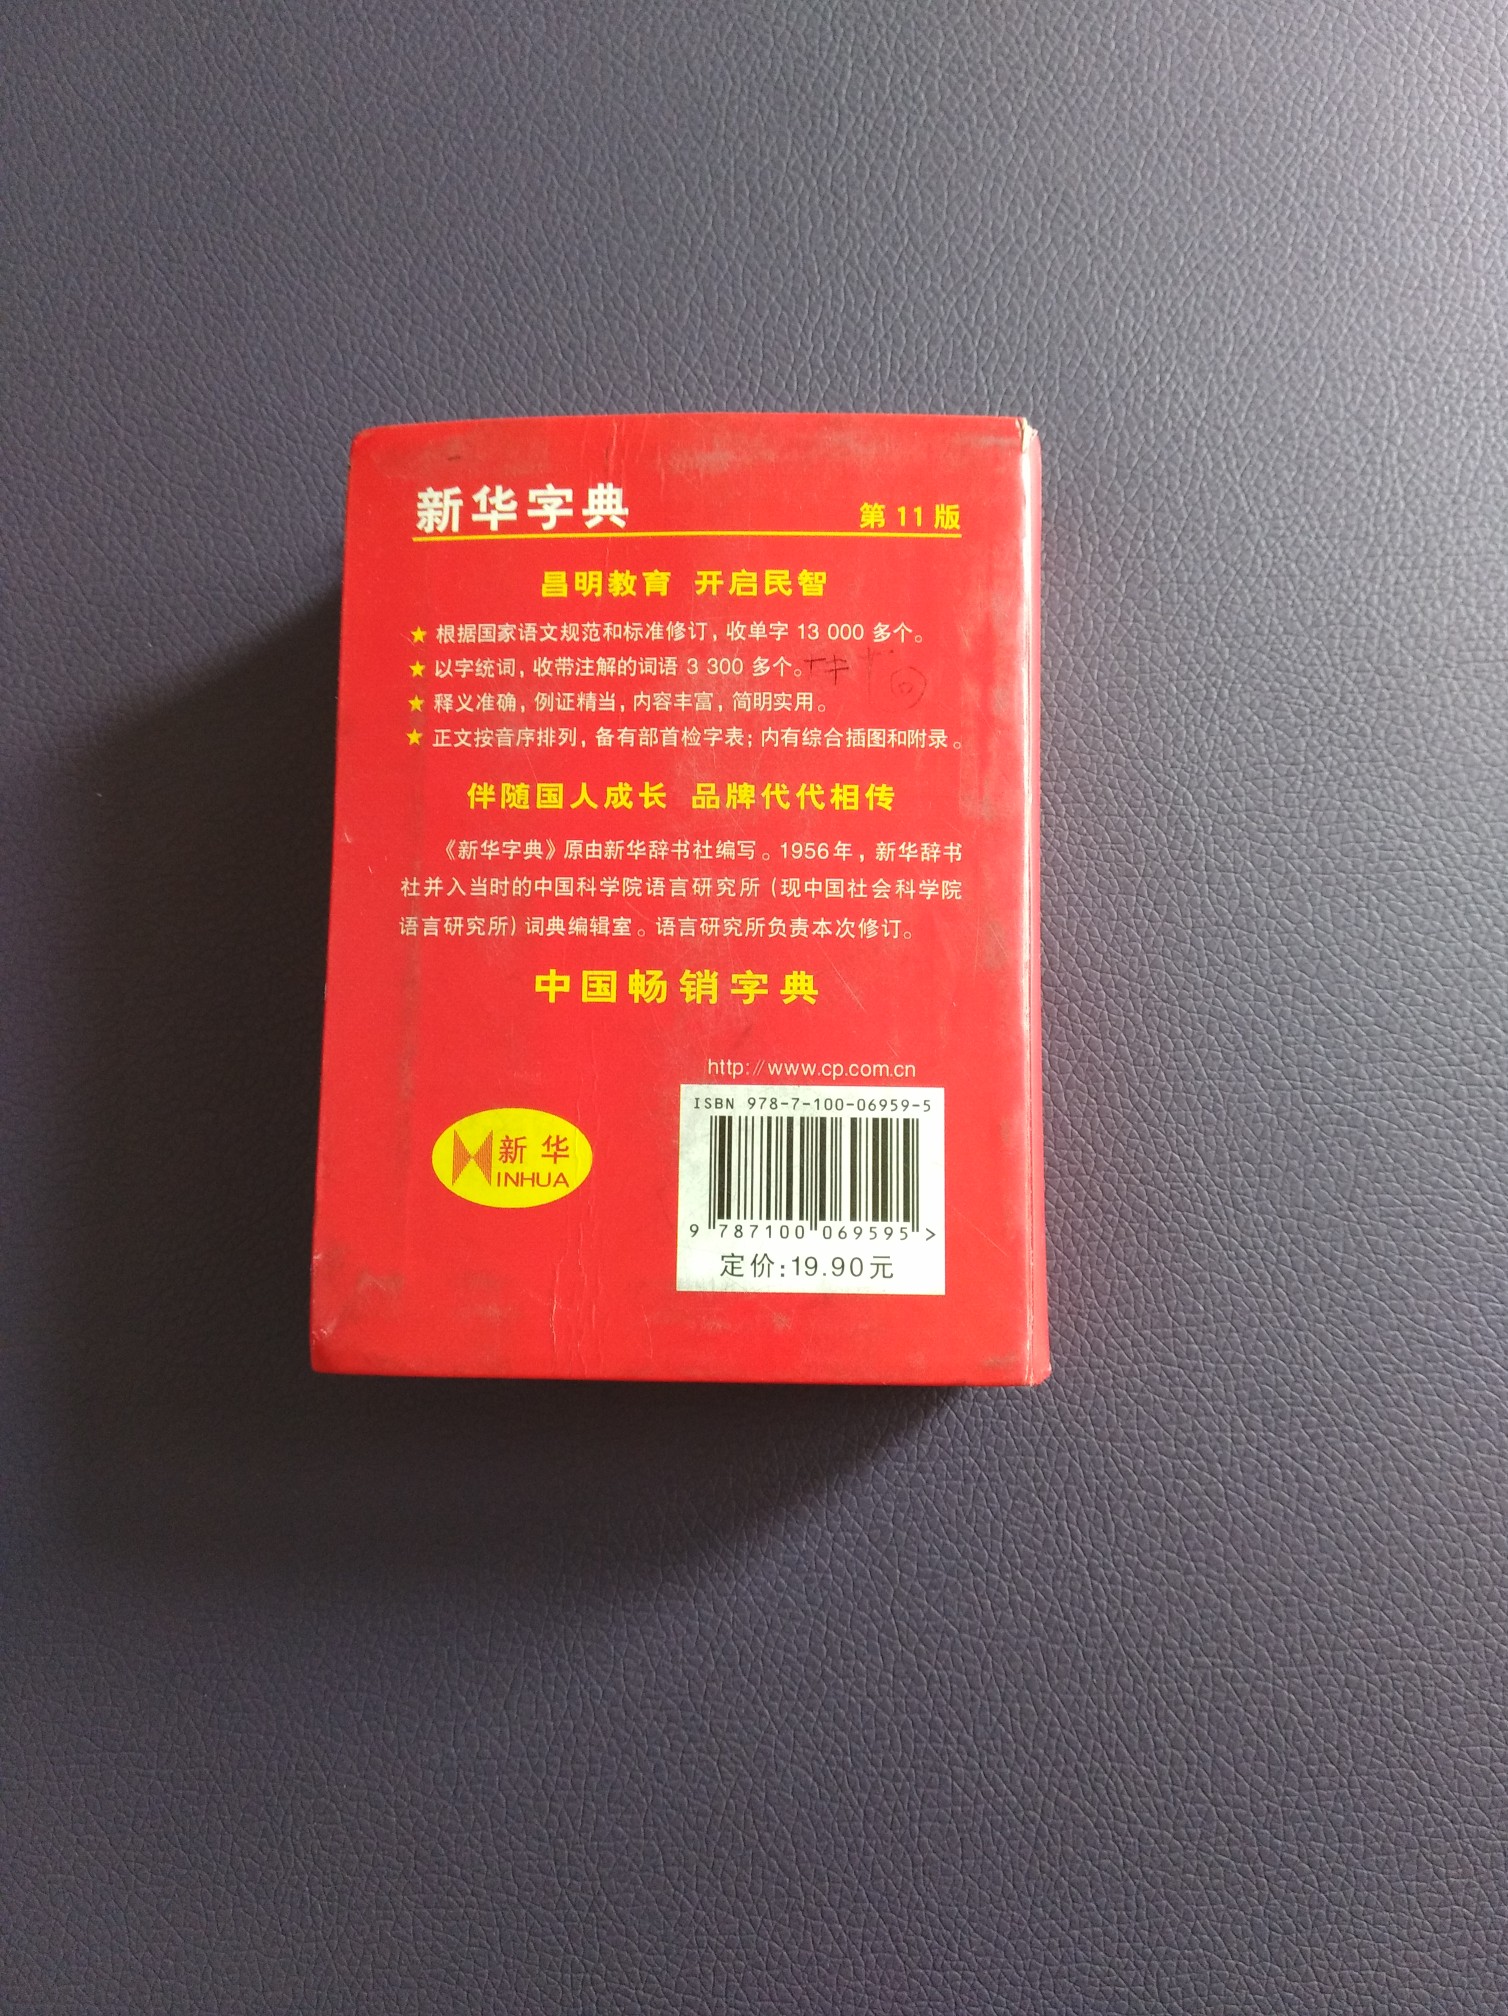 新华字典 第11版
昌明教育 开启民智
★ 根据国家语文规范和标准修订，收单字 13 000 多个。
★ 以字统词，收带注解的词语 3 300 多个。
★ 释义准确，例证精当，内容丰富，简明实用。
★ 正文按音序排列，备有部首检字表；内有综合插图和附录。
伴随国人成长 品牌代代相传
《新华字典》原由新华辞书社编写。1956年，新华辞书
社并入当时的中国科学院语言研究所（现中国社会科学院
语言研究所）词典编辑室。语言研究所负责本次修订。
中国畅销字典
http://www.cp.com.cn
ISBN 978-7-100-06959-5
新华
XINHUA
9 787100 069595 >
定价：19.90元